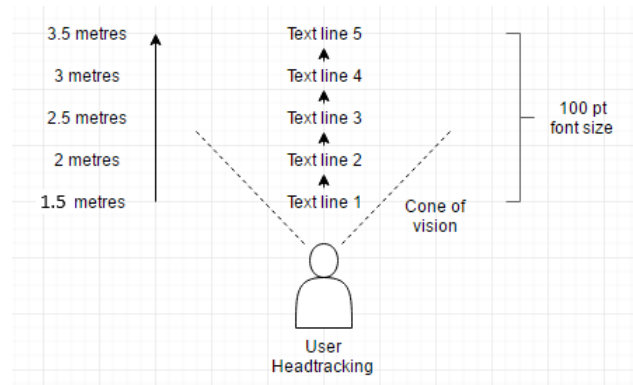 3.5 metres
Text line 5
3 metres
Text line 4
2.5 metres
Text line 3
100 pt
font size
2 metres
Text line 2
1.5 metres
Text line 1
Cone of
vision
User
Headtracking